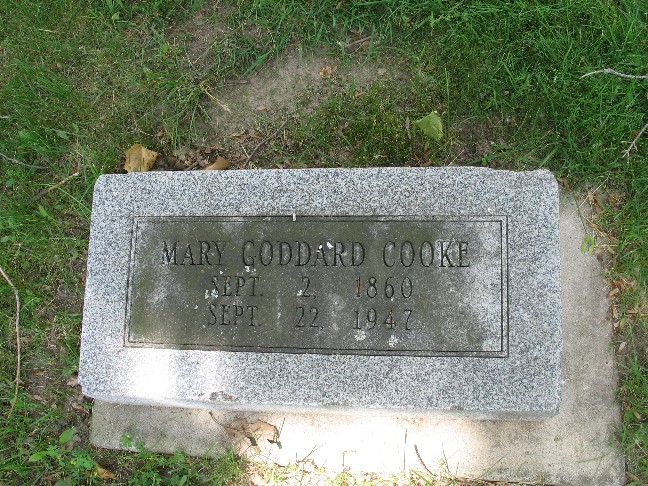 MARY GODDARD COOKE
SEPT. 2, 1860
SEPT. 22, 1947